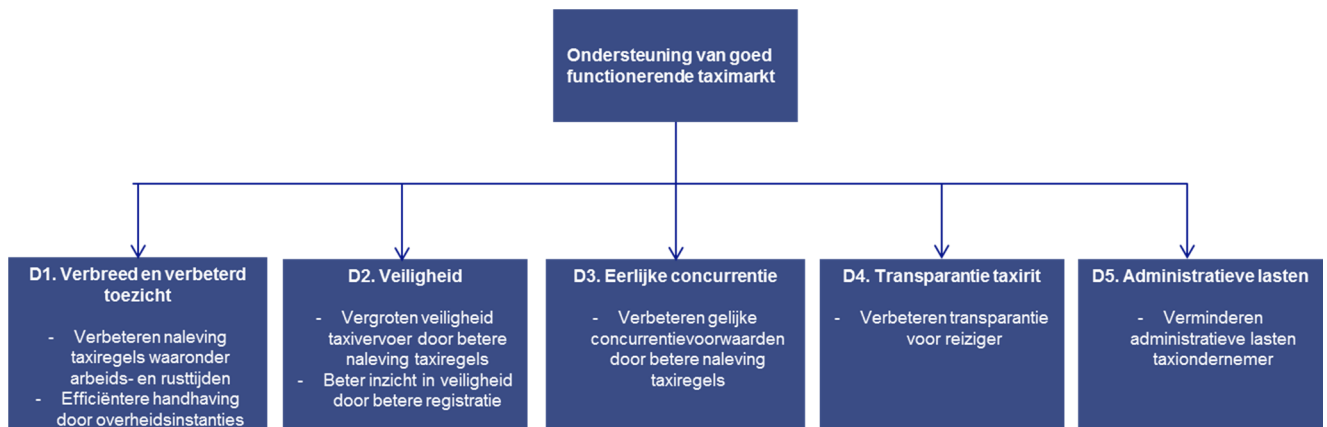 Ondersteuning van goed
functionerende taximarkt
D1. Verbreed en verbeterd
toezicht
- Verbeteren naleving
taxiregels waaronder
arbeids- en rusttijden
- Efficiëntere handhaving
door overheidsinstanties
D2. Veiligheid
- Vergroten veiligheid
taxivervoer door betere
naleving taxiregels
- Beter inzicht in veiligheid
door betere registratie
D3. Eerlijke concurrentie
- Verbeteren gelijke
concurrentievoorwaarden
door betere naleving
taxiregels
D4. Transparantie taxirit
- Verbeteren transparantie
voor reiziger
D5. Administratieve lasten
- Verminderen
administratieve lasten
taxiondernemer